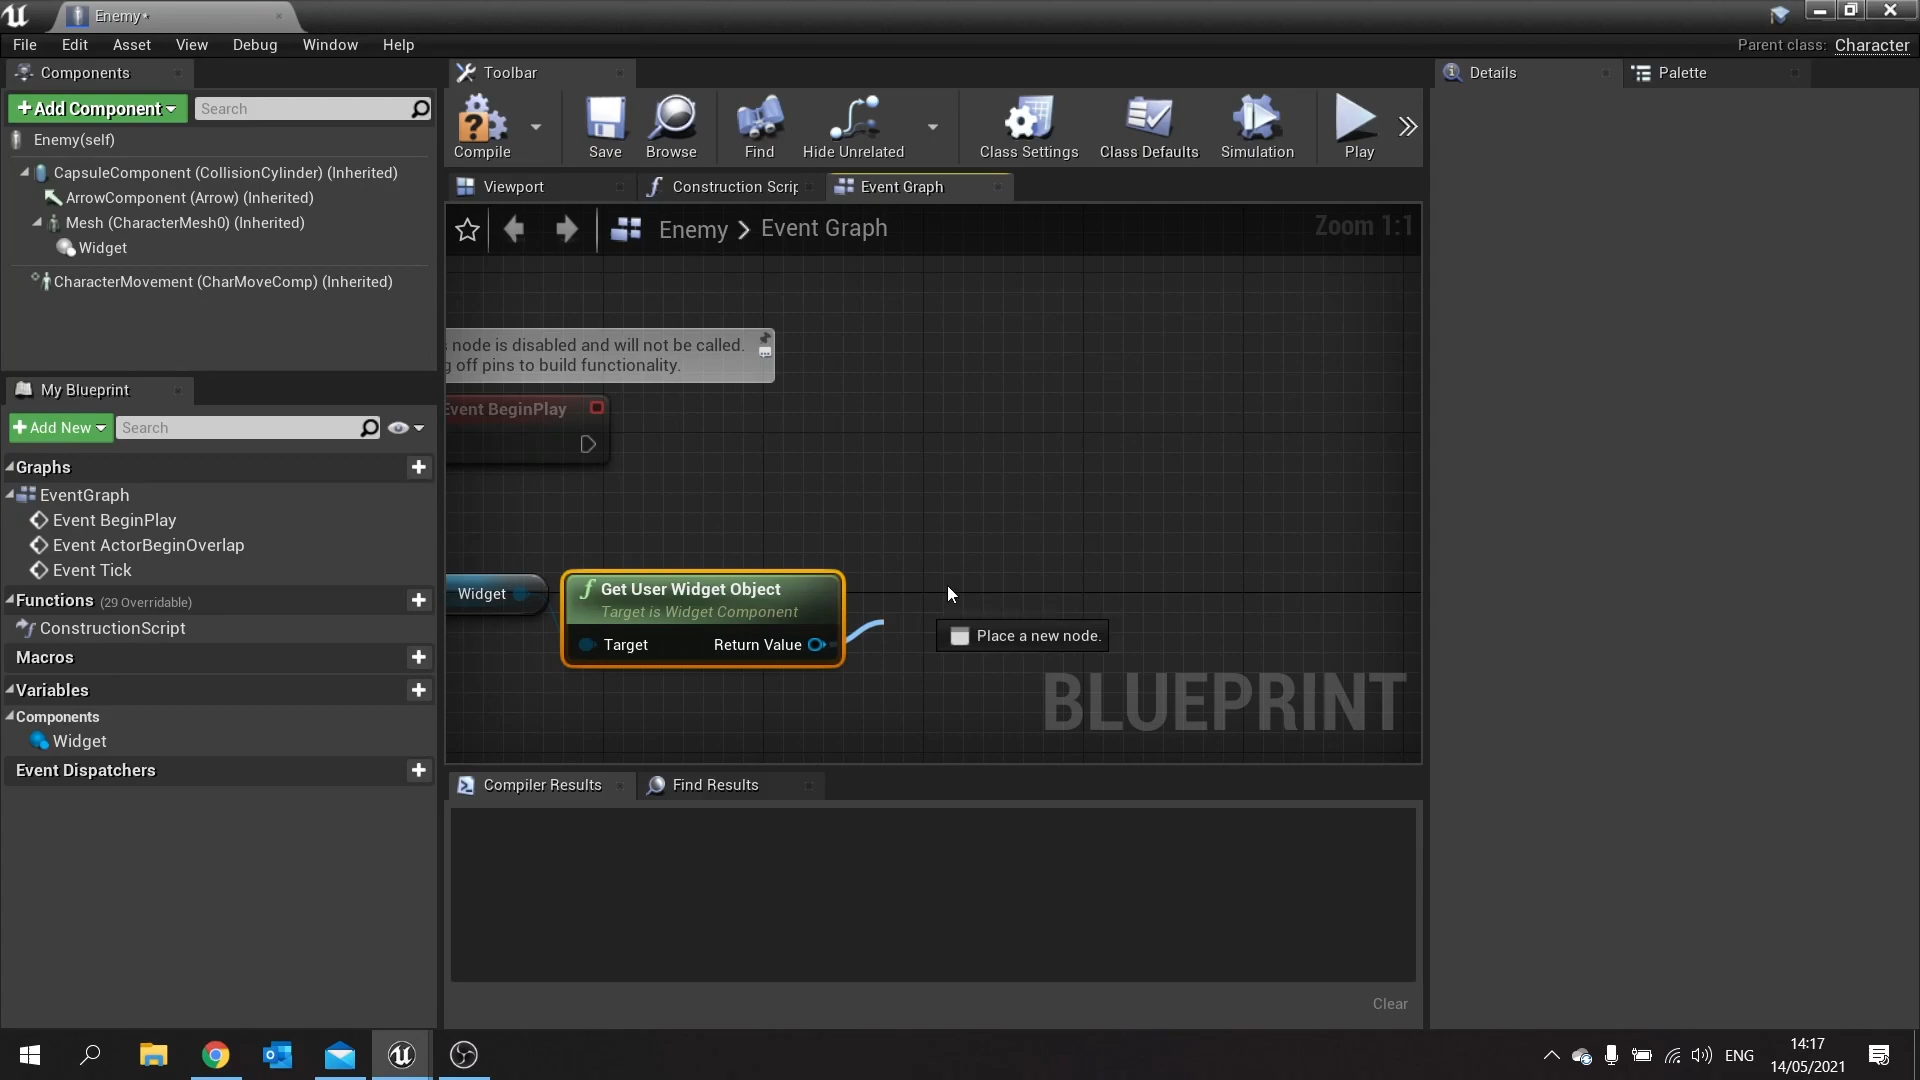 Enemy*
File Edit Asset View Debug Window Help
Parent class: Character
Components
Add Component
Search
Enemy(self)
CapsuleComponent (CollisionCylinder) (Inherited)
ArrowComponent (Arrow) (Inherited)
Mesh (CharacterMesh0) (Inherited)
Widget
CharacterMovement (CharMoveComp) (Inherited)
My Blueprint
Add New
Search
Graphs
EventGraph
Event BeginPlay
Event ActorBeginOverlap
Event Tick
Functions (29 Overridable)
ConstructionScript
Macros
Variables
Components
Widget
Event Dispatchers
Toolbar
Compile
Save
Browse
Find
Hide Unrelated
Class Settings
Class Defaults
Simulation
Play
Viewport
Construction Scrip
Event Graph
Enemy > Event Graph
Zoom 1:1
s node is disabled and will not be called.
g off pins to build functionality.
Event BeginPlay
Widget
f Get User Widget Object
Target is Widget Component
Target
Return Value
Place a new node.
BLUEPRINT
Compiler Results
Find Results
Clear
Details
Palette
ENG
14:17
14/05/2021